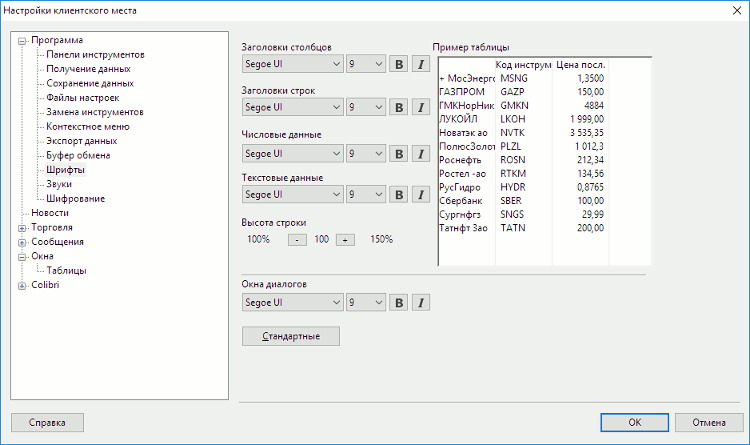 Настройки клиентского места
Программа
Панели инструментов
Получение данных
Сохранение данных
Файлы настроек
Замена инструментов
Контекстное меню
Экспорт данных
Буфер обмена
Шрифты
Звуки
Шифрование
Новости
Торговля
Сообщения
Окна
Таблицы
Colibri
Заголовки столбцов
Segoe UI 9 B I
Заголовки строк
Segoe UI 9 B I
Числовые данные
Segoe UI 9 B I
Текстовые данные
Segoe UI 9 B I
Высота строки
100% - 100 + 150%
Пример таблицы
Код инструм Цена посл.
+ МосЭнерго MSNG 1,3500
ГАЗПРОМ GAZP 150,00
ГМКНорНик GMKN 4884
ЛУКОЙЛ LKOH 1 999,00
Новатэк ао NVTK 3 535,35
ПолюсЗолот PLZL 1 012,3
Роснефть ROSN 212,34
Ростел -ао RTKM 134,56
РусГидро HYDR 0,8765
Сбербанк SBER 100,00
Сургнфгз SNGS 29,99
Татнфт 3ао TATN 200,00
Окна диалогов
Segoe UI 9 B I
Стандартные
Справка
OK
Отмена